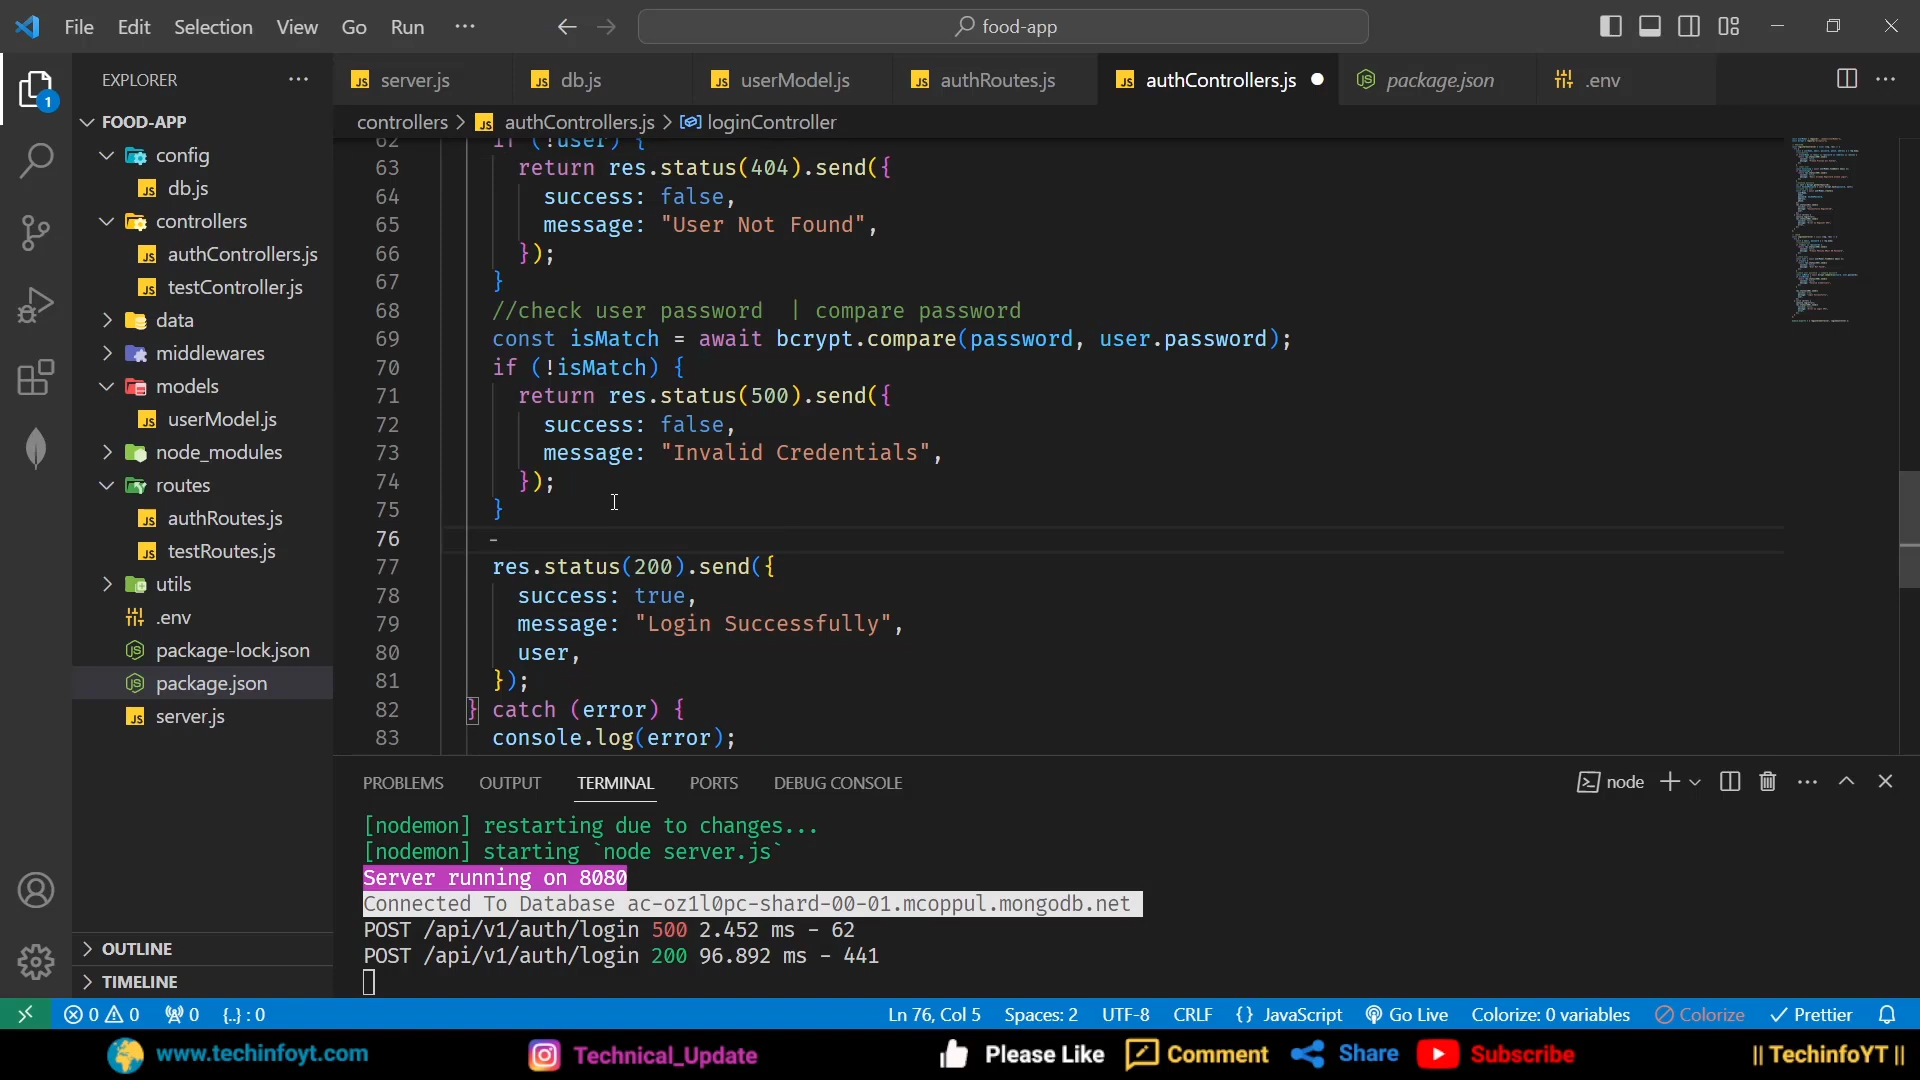 File Edit Selection View Go Run ··· food-app
EXPLORER ···
server.js db.js userModel.js authRoutes.js authControllers.js package.json .env
controllers > authControllers.js > loginController
1
FOOD-APP
config
db.js
controllers
authControllers.js
testController.js
data
middlewares
models
userModel.js
node_modules
routes
authRoutes.js
testRoutes.js
utils
.env
package-lock.json
package.json
server.js
OUTLINE
TIMELINE
62 if (!user) {
63 return res.status(404).send({
64 success: false,
65 message: "User Not Found",
66 });
67 }
68 //check user password | compare password
69 const isMatch = await bcrypt.compare(password, user.password);
70 if (!isMatch) {
71 return res.status(500).send({
72 success: false,
73 message: "Invalid Credentials",
74 });
75 }
76
77 res.status(200).send({
78 success: true,
79 message: "Login Successfully",
80 user,
81 });
82 } catch (error) {
83 console.log(error);
PROBLEMS OUTPUT TERMINAL PORTS DEBUG CONSOLE node
[nodemon] restarting due to changes...
[nodemon] starting `node server.js`
Server running on 8080
Connected To Database ac-oz1l0pc-shard-00-01.mcoppul.mongodb.net
POST /api/v1/auth/login 500 2.452 ms - 62
POST /api/v1/auth/login 200 96.892 ms - 441
0 0 0 {..} : 0 Ln 76, Col 5 Spaces: 2 UTF-8 CRLF {} JavaScript Go Live Colorize: 0 variables Colorize Prettier
www.techinfoyt.com Technical_Update Please Like Comment Share Subscribe || TechinfoYT ||